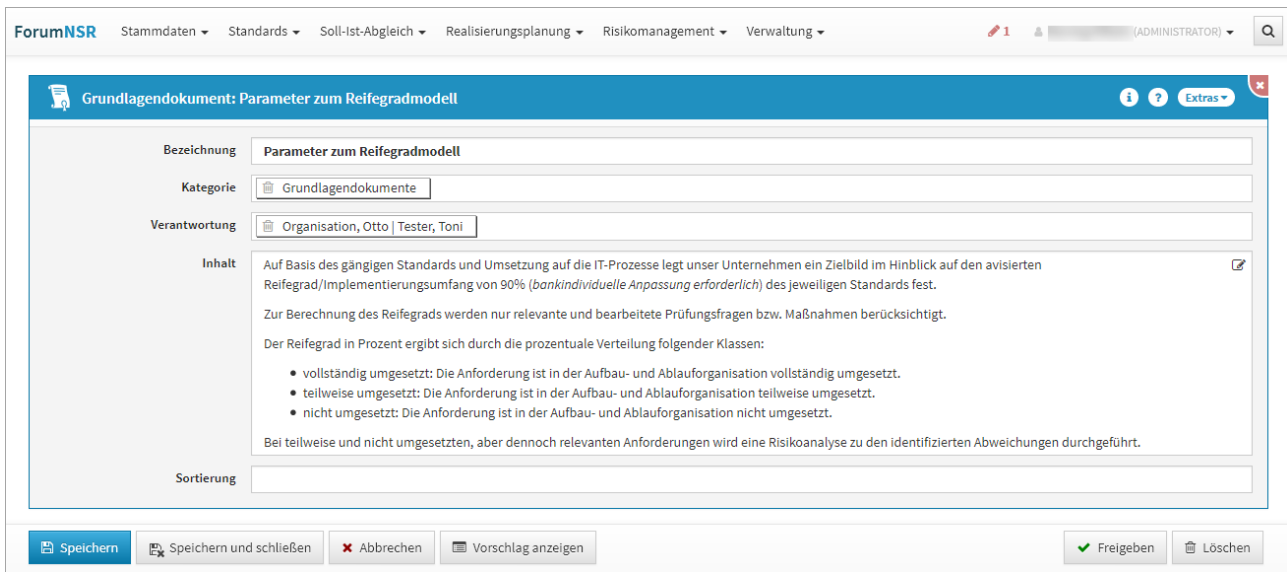 ForumNSR Stammdaten Standards Soll-Ist-Abgleich Realisierungsplanung Risikomanagement Verwaltung 1 (ADMINISTRATOR)
Grundlagendokument: Parameter zum Reifegradmodell i ? Extras
Bezeichnung Parameter zum Reifegradmodell
Kategorie Grundlagendokumente
Verantwortung Organisation, Otto | Tester, Toni
Inhalt Auf Basis des gängigen Standards und Umsetzung auf die IT-Prozesse legt unser Unternehmen ein Zielbild im Hinblick auf den avisierten
Reifegrad/Implementierungsumfang von 90% (bankindividuelle Anpassung erforderlich) des jeweiligen Standards fest.
Zur Berechnung des Reifegrads werden nur relevante und bearbeitete Prüfungsfragen bzw. Maßnahmen berücksichtigt.
Der Reifegrad in Prozent ergibt sich durch die prozentuale Verteilung folgender Klassen:
• vollständig umgesetzt: Die Anforderung ist in der Aufbau- und Ablauforganisation vollständig umgesetzt.
• teilweise umgesetzt: Die Anforderung ist in der Aufbau- und Ablauforganisation teilweise umgesetzt.
• nicht umgesetzt: Die Anforderung ist in der Aufbau- und Ablauforganisation nicht umgesetzt.
Bei teilweise und nicht umgesetzten, aber dennoch relevanten Anforderungen wird eine Risikoanalyse zu den identifizierten Abweichungen durchgeführt.
Sortierung
Speichern Speichern und schließen Abbrechen Vorschlag anzeigen Freigeben Löschen